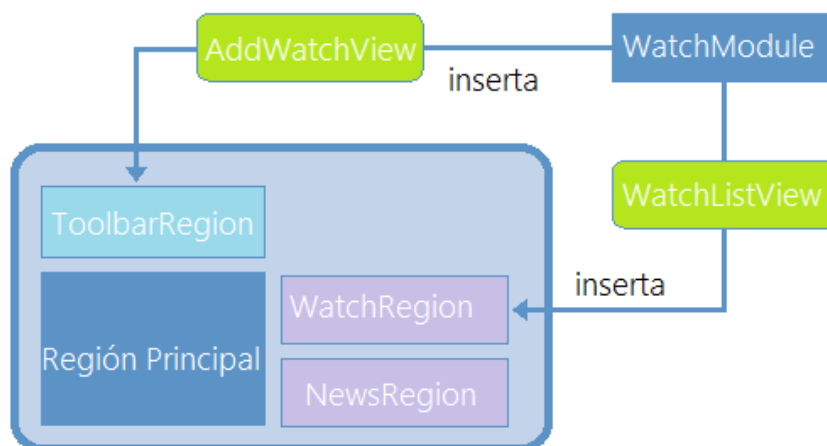 AddWatchView
WatchModule
inserta
WatchListView
ToolbarRegion
inserta
WatchRegion
Región Principal
NewsRegion